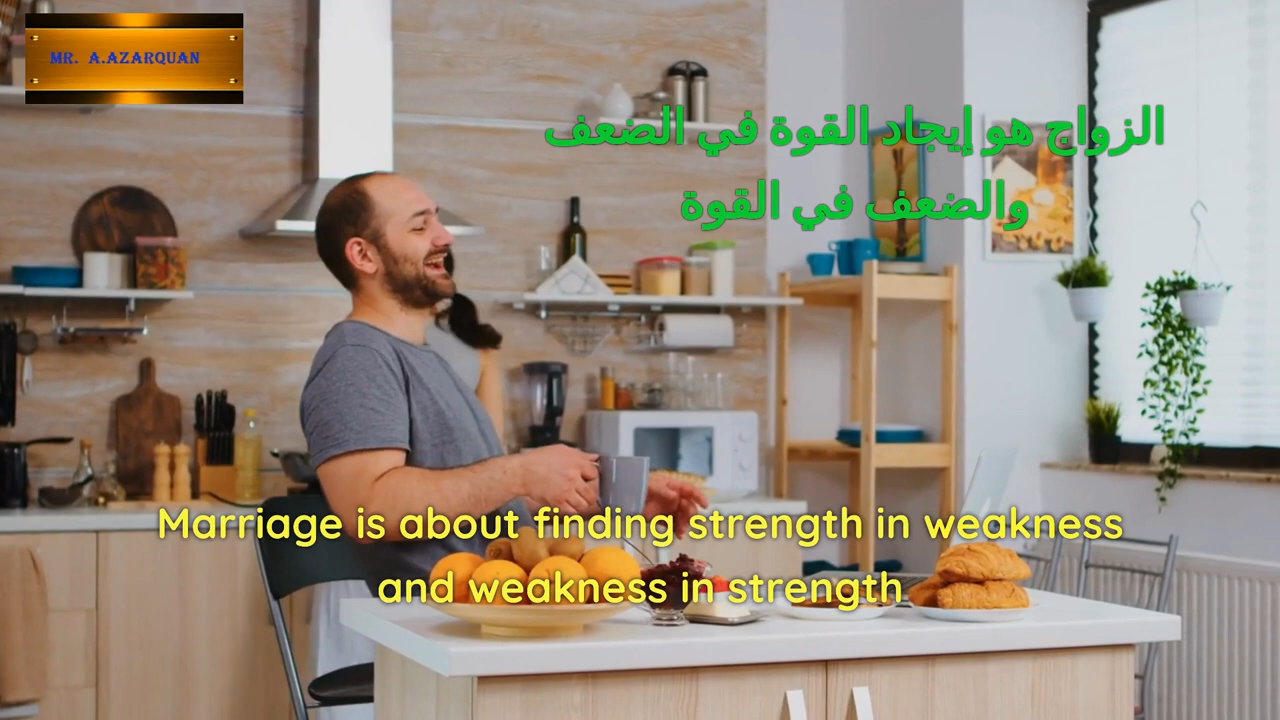 MR. A.AZARQUAN
الزواج هو إيجاد القوة في الضعف
والضعف في القوة
Marriage is about finding strength in weakness
and weakness in strength